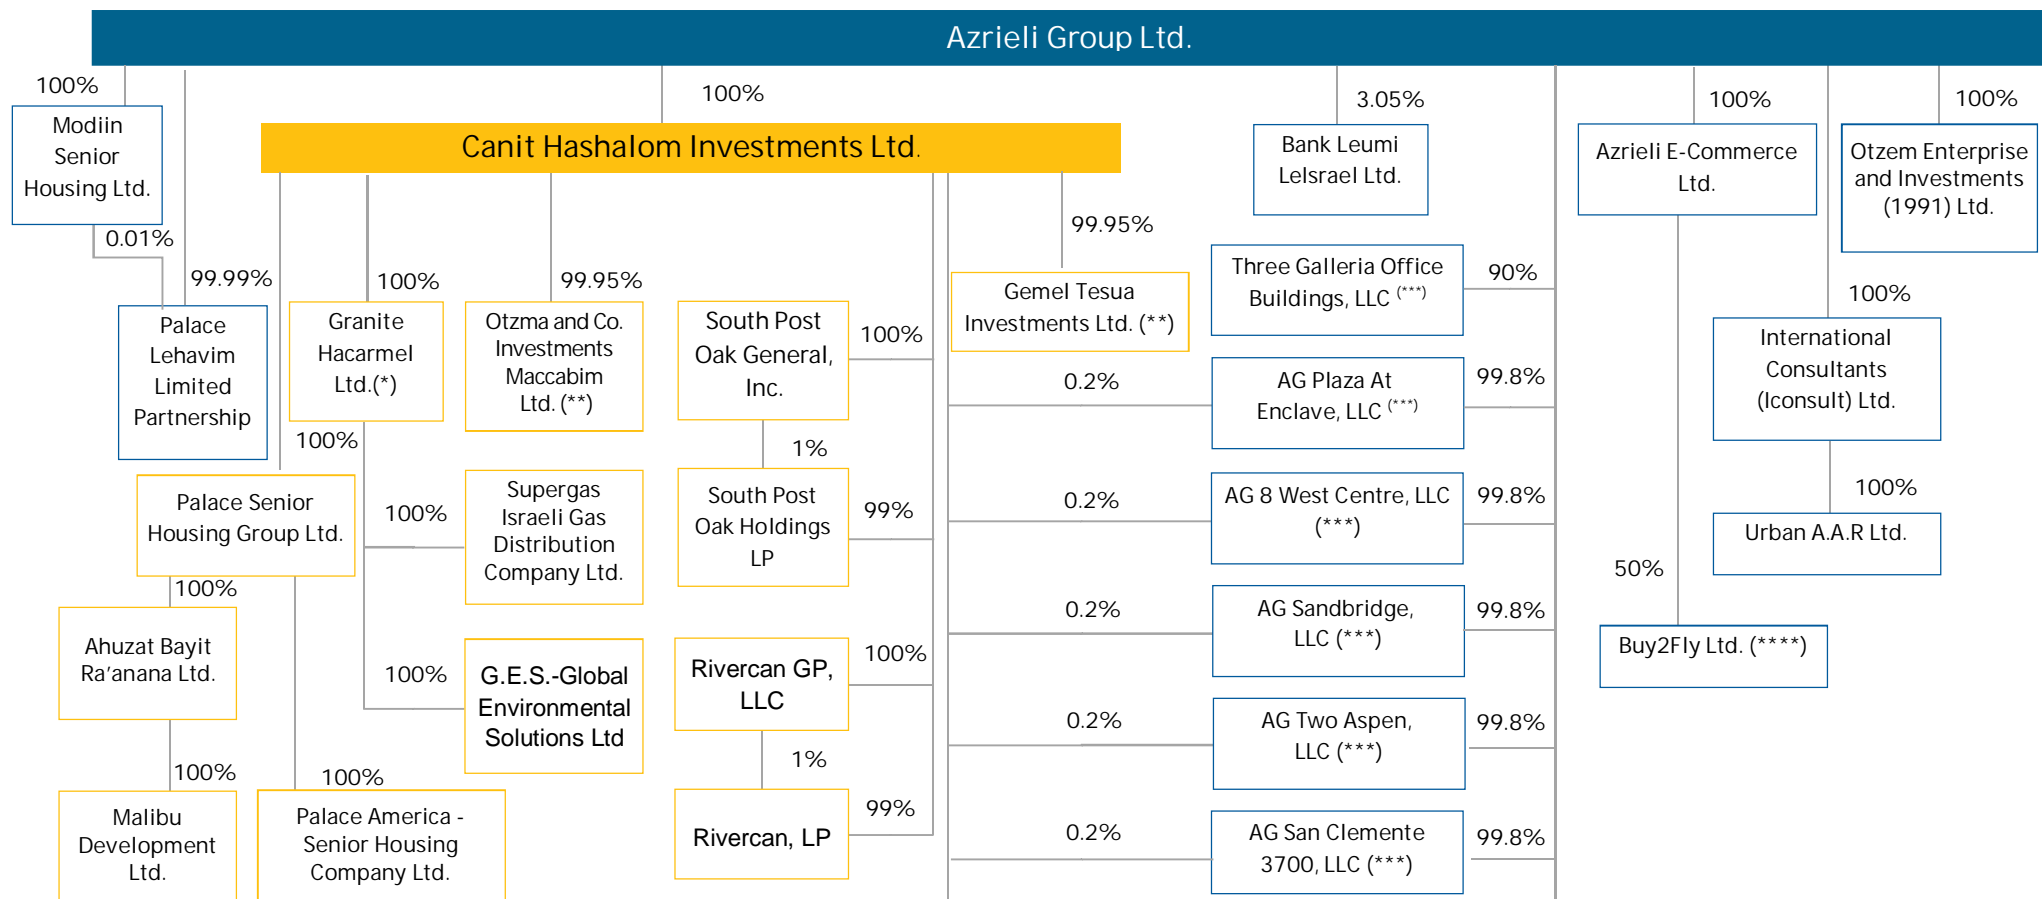 Azrieli Group Ltd.
100%
100%
3.05%
100%
100%
Modiin
Senior
Housing Ltd.
Canit Hashalom Investments Ltd.
Bank Leumi
LeIsrael Ltd.
Azrieli E-Commerce
Ltd.
Otzem Enterprise
and Investments
(1991) Ltd.
0.01%
99.99%
100%
99.95%
99.95%
Palace
Lehavim
Limited
Partnership
Granite
Hacarmel
Ltd.(*)
Otzma and Co.
Investments
Maccabim
Ltd. (**)
South Post
Oak General,
Inc.
100%
Gemel Tesua
Investments Ltd. (**)
Three Galleria Office
Buildings, LLC (***)
90%
100%
International
Consultants
(Iconsult) Ltd.
0.2%
AG Plaza At
Enclave, LLC (***)
99.8%
100%
1%
Palace Senior
Housing Group Ltd.
100%
Supergas
Israeli Gas
Distribution
Company Ltd.
South Post
Oak Holdings
LP
99%
0.2%
AG 8 West Centre, LLC
(***)
99.8%
100%
Urban A.A.R Ltd.
100%
Ahuzat Bayit
Ra'anana Ltd.
100%
G.E.S.-Global
Environmental
Solutions Ltd
Rivercan GP,
LLC
100%
0.2%
AG Sandbridge,
LLC (***)
99.8%
50%
Buy2Fly Ltd. (****)
0.2%
AG Two Aspen,
LLC (***)
99.8%
100%
100%
1%
Malibu
Development
Ltd.
Palace America -
Senior Housing
Company Ltd.
Rivercan, LP
99%
0.2%
AG San Clemente
3700, LLC (***)
99.8%